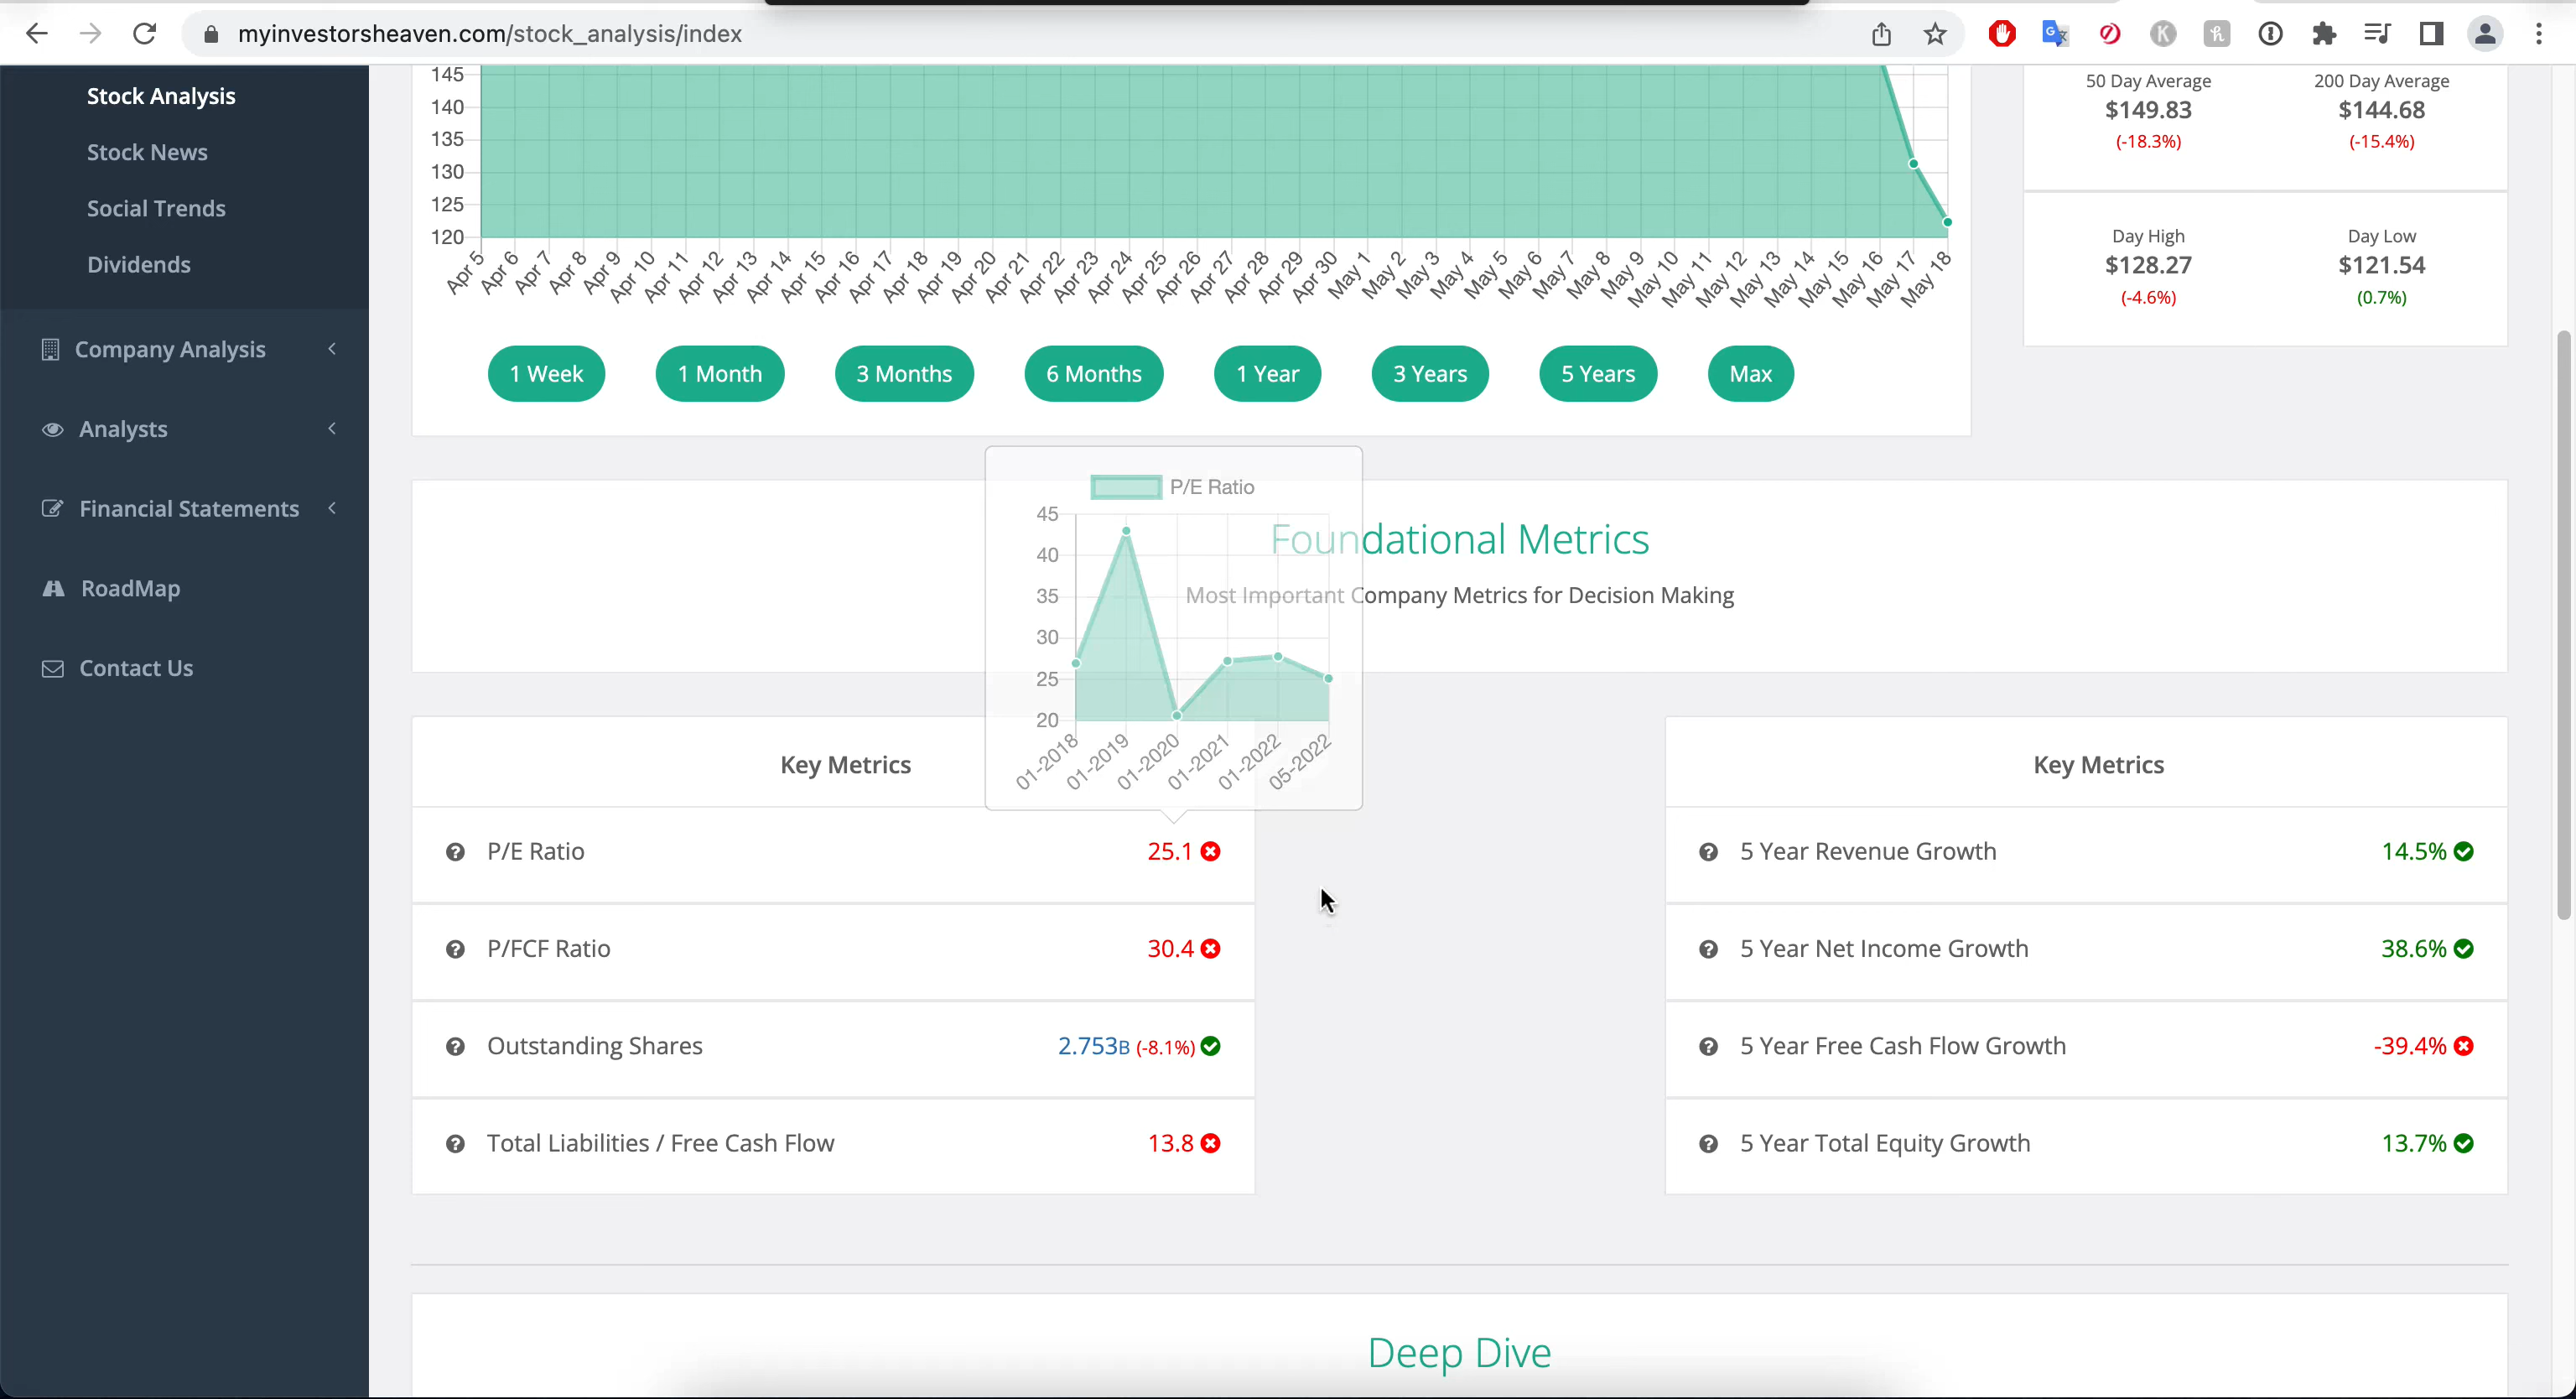 myinvestorsheaven.com/stock_analysis/index
Stock Analysis
Stock News
Social Trends
Dividends
Company Analysis
Analysts
Financial Statements
RoadMap
Contact Us
145
140
135
130
125
120
Apr 5
Apr 6
Apr 7
Apr 8
Apr 9
Apr 10
Apr 11
Apr 12
Apr 13
Apr 14
Apr 15
Apr 16
Apr 17
Apr 18
Apr 19
Apr 20
Apr 21
Apr 22
Apr 23
Apr 24
Apr 25
Apr 26
Apr 27
Apr 28
Apr 29
Apr 30
May 1
May 2
May 3
May 4
May 5
May 6
May 7
May 8
May 9
May 10
May 11
May 12
May 13
May 14
May 15
May 16
May 17
May 18
1 Week
1 Month
3 Months
6 Months
1 Year
3 Years
5 Years
Max
50 Day Average
$149.83
(-18.3%)
200 Day Average
$144.68
(-15.4%)
Day High
$128.27
(-4.6%)
Day Low
$121.54
(0.7%)
Foundational Metrics
Most Important Company Metrics for Decision Making
P/E Ratio
45
40
35
30
25
20
01-2018
01-2019
01-2020
01-2021
01-2022
05-2022
Key Metrics
P/E Ratio 25.1
P/FCF Ratio 30.4
Outstanding Shares 2.753B (-8.1%)
Total Liabilities / Free Cash Flow 13.8
Key Metrics
5 Year Revenue Growth 14.5%
5 Year Net Income Growth 38.6%
5 Year Free Cash Flow Growth -39.4%
5 Year Total Equity Growth 13.7%
Deep Dive